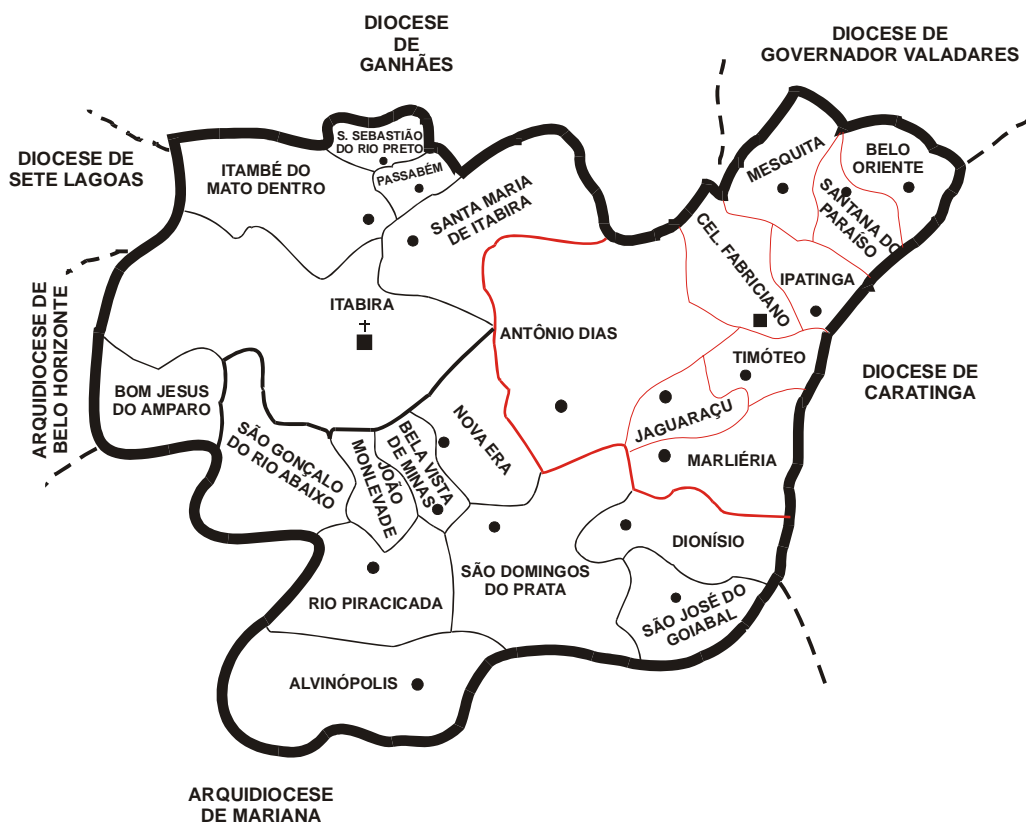 DIOCESE
DE
GANHÃES
DIOCESE DE
GOVERNADOR VALADARES
DIOCESE DE
SETE LAGOAS
S. SEBASTIÃO
DO RIO PRETO
PASSABÉM
ITAMBÉ DO
MATO DENTRO
SANTA MARIA
DE ITABIRA
MESQUITA
BELO
ORIENTE
SANTANA DO
PARAÍSO
CEL. FABRICIANO
IPATINGA
ARQUIDIOCESE DE
BELO HORIZONTE
ITABIRA
ANTÔNIO DIAS
TIMÓTEO
DIOCESE DE
CARATINGA
BOM JESUS
DO AMPARO
JAGUARAÇU
MARLIÉRIA
SÃO GONÇALO
DO RIO ABAIXO
JOÃO
MONLEVADE
BELA VISTA
DE MINAS
NOVA ERA
DIONÍSIO
SÃO DOMINGOS
DO PRATA
RIO PIRACICADA
SÃO JOSÉ DO
GOIABAL
ALVINÓPOLIS
ARQUIDIOCESE
DE MARIANA